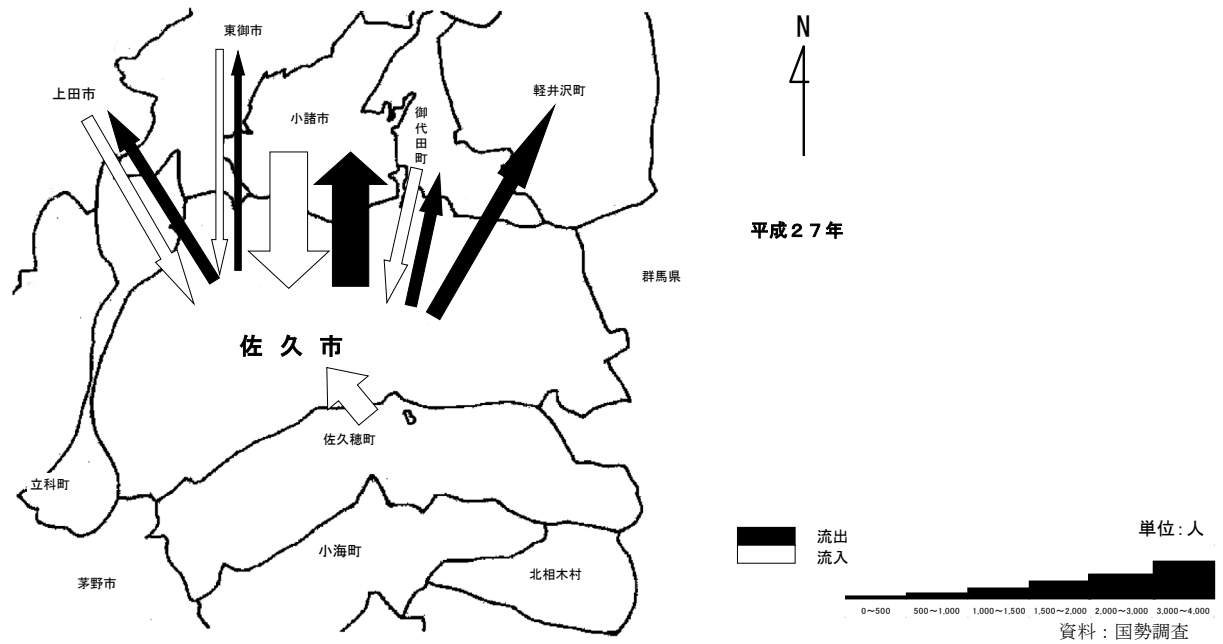 東御市
N
上田市
軽井沢町
御代田町
小諸市
平成27年
群馬県
佐久市
佐久穂町
立科町
単位：人
流出
流入
小海町
北相木村
茅野市
0～500
500～1,000
1,000～1,500
1,500～2,000
2,000～3,000
3,000～4,000
資料：国勢調査